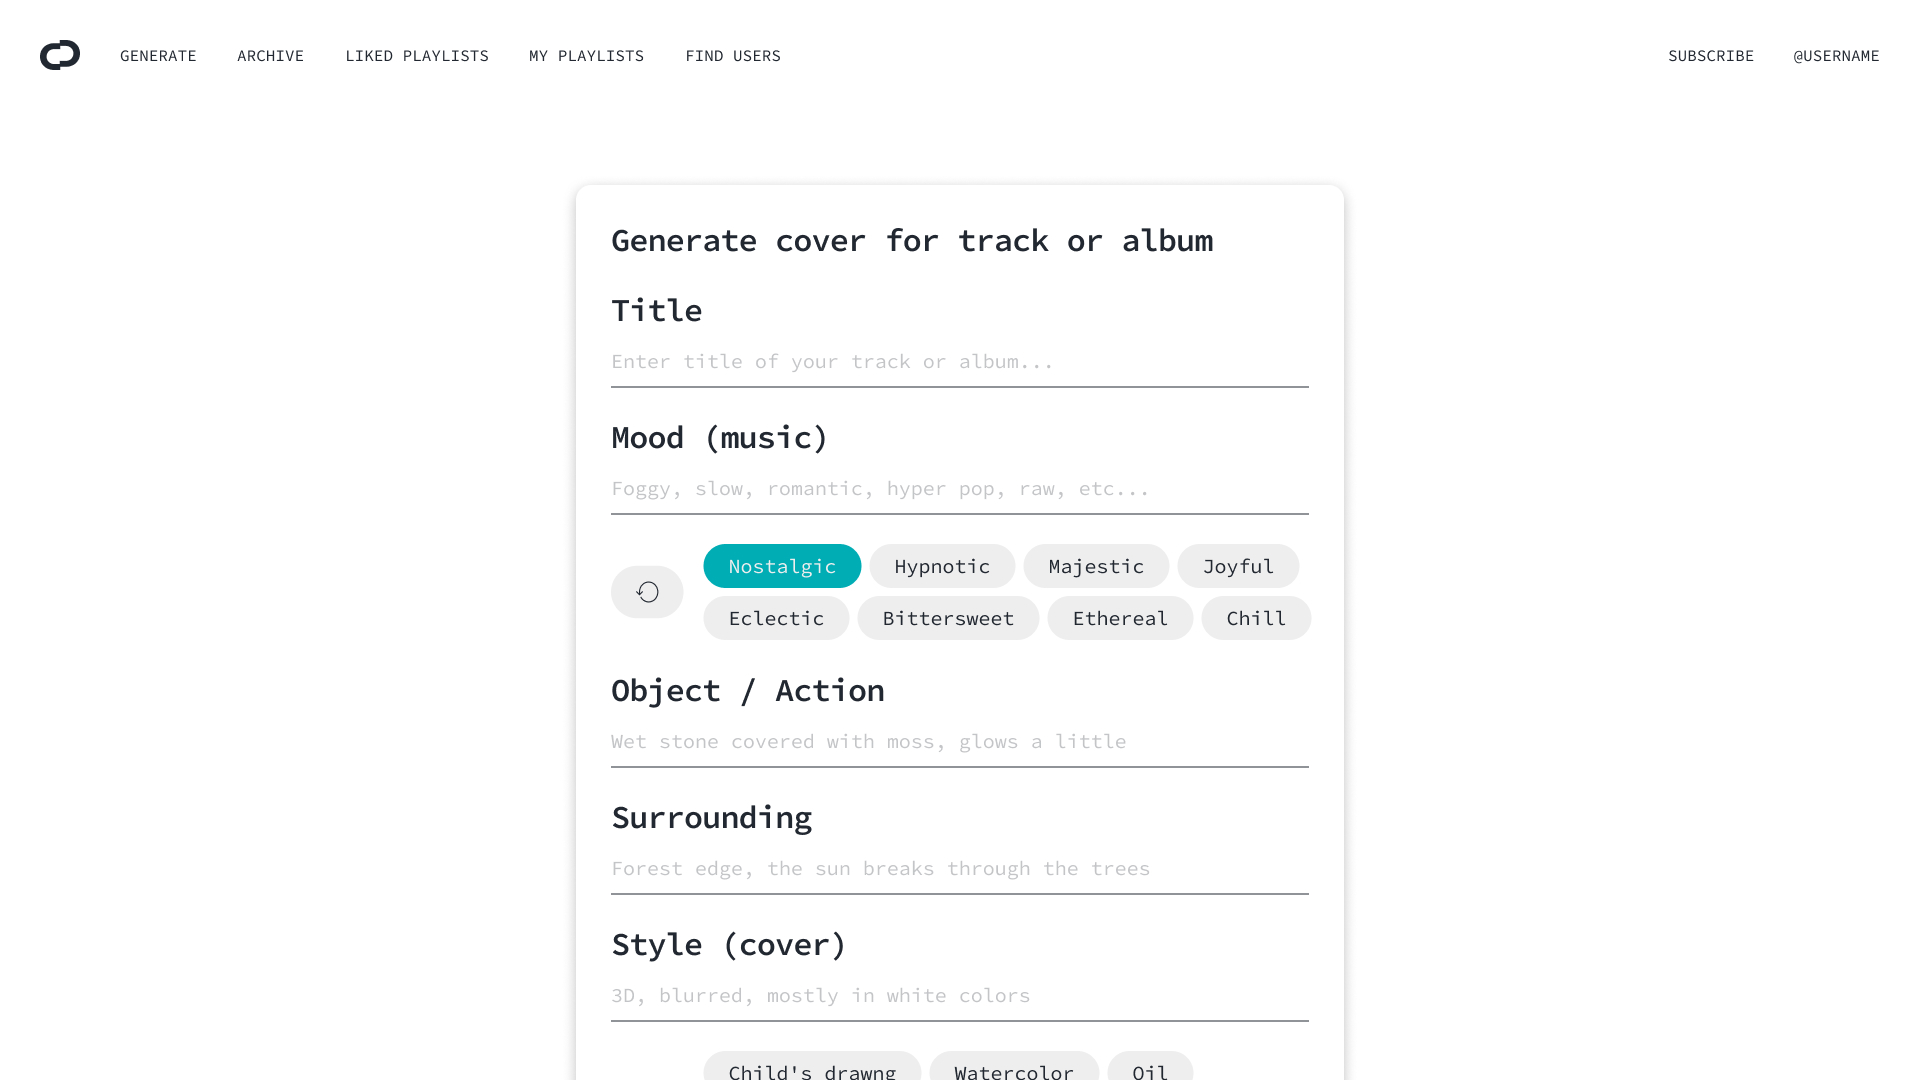 GENERATE ARCHIVE LIKED PLAYLISTS MY PLAYLISTS FIND USERS SUBSCRIBE @USERNAME
Generate cover for track or album
Title
Enter title of your track or album...
Mood (music)
Foggy, slow, romantic, hyper pop, raw, etc...
Nostalgic Hypnotic Majestic Joyful
Eclectic Bittersweet Ethereal Chill
Object / Action
Wet stone covered with moss, glows a little
Surrounding
Forest edge, the sun breaks through the trees
Style (cover)
3D, blurred, mostly in white colors
Child's drawng Watercolor Oil